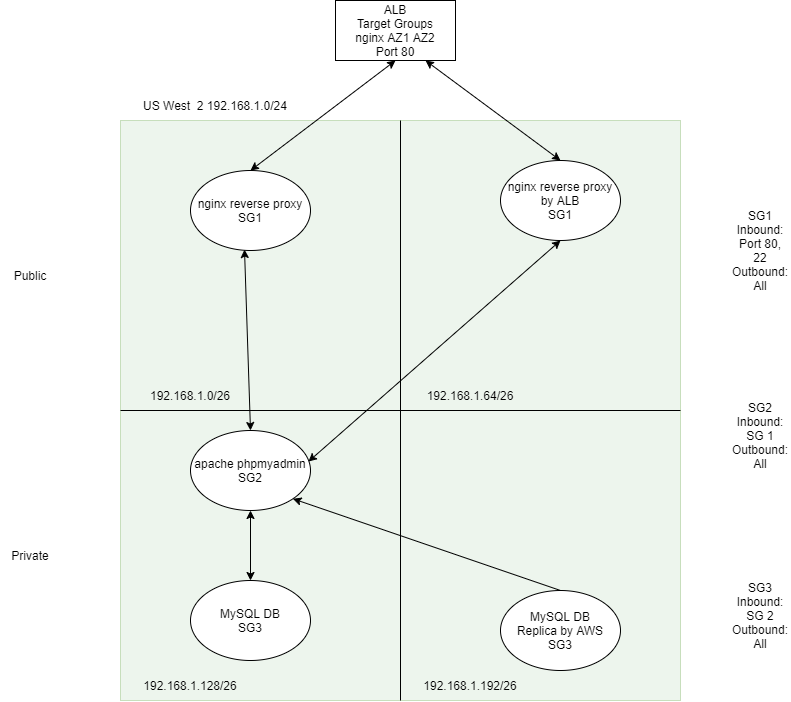 ALB
Target Groups
nginx AZ1 AZ2
Port 80
US West  2 192.168.1.0/24
nginx reverse proxy
SG1
nginx reverse proxy
by ALB
SG1
SG1
Inbound:
Port 80,
22
Outbound:
All
Public
192.168.1.0/26
192.168.1.64/26
SG2
Inbound:
SG 1
Outbound:
All
apache phpmyadmin
SG2
Private
MySQL DB
SG3
MySQL DB
Replica by AWS
SG3
SG3
Inbound:
SG 2
Outbound:
All
192.168.1.128/26
192.168.1.192/26